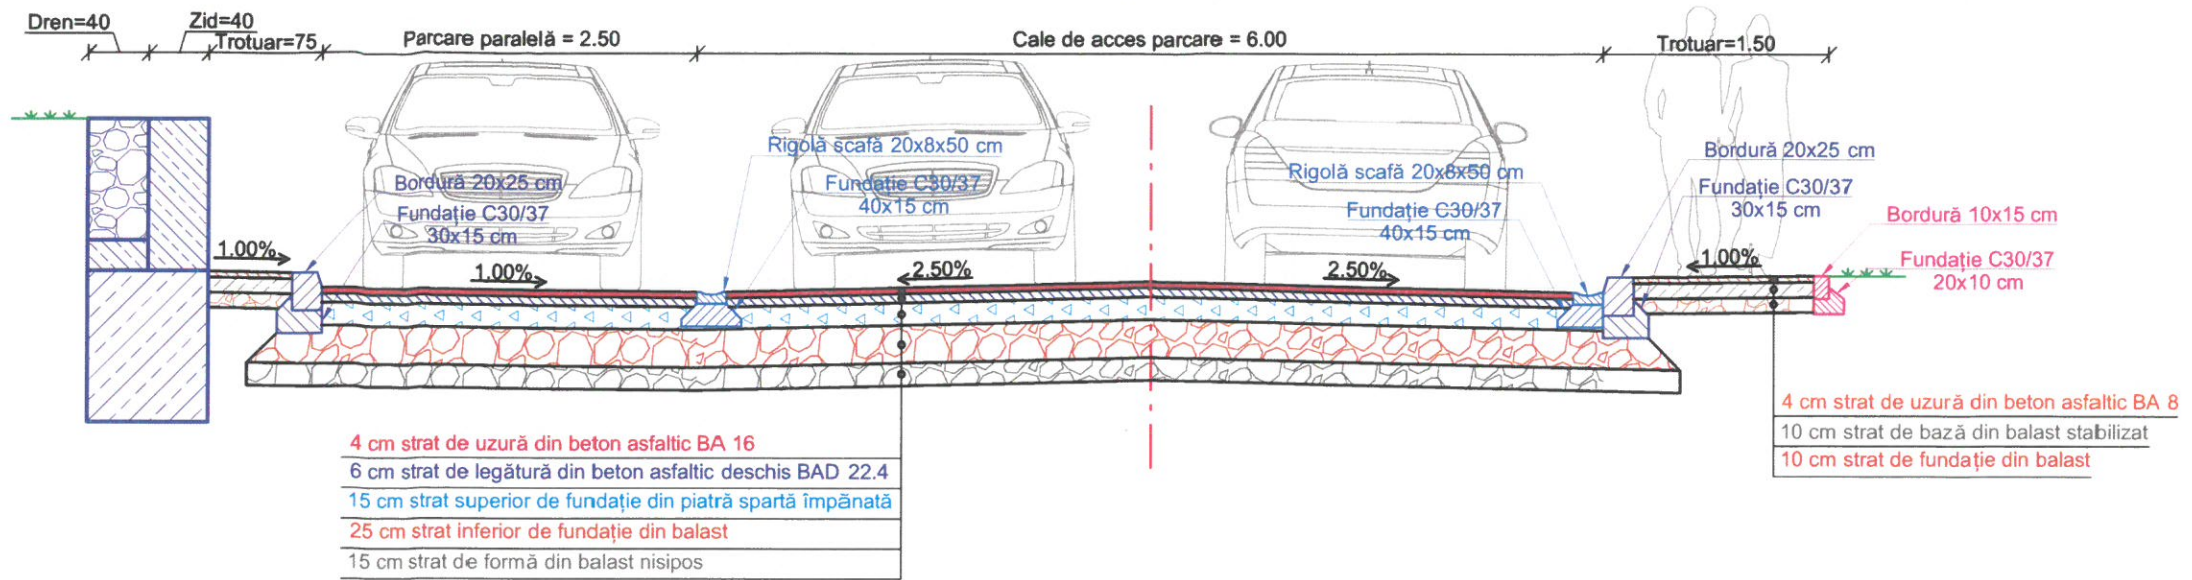 Dren=40
Zid=40
Trotuar=75
Parcare paralelă = 2.50
Cale de acces parcare = 6.00
Trotuar=1.50
Rigolă scafă 20x8x50 cm
Fundație C30/37
40x15 cm
Bordură 20x25 cm
Fundație C30/37
30x15 cm
Rigolă scafă 20x8x50 cm
Fundație C30/37
40x15 cm
Bordură 20x25 cm
Fundație C30/37
30x15 cm
Bordură 10x15 cm
Fundație C30/37
20x10 cm
1.00%
1.00%
2.50%
2.50%
1.00%
4 cm strat de uzură din beton asfaltic BA 16
6 cm strat de legătură din beton asfaltic deschis BAD 22.4
15 cm strat superior de fundație din piatră spartă împănată
25 cm strat inferior de fundație din balast
15 cm strat de formă din balast nisipos
4 cm strat de uzură din beton asfaltic BA 8
10 cm strat de bază din balast stabilizat
10 cm strat de fundație din balast